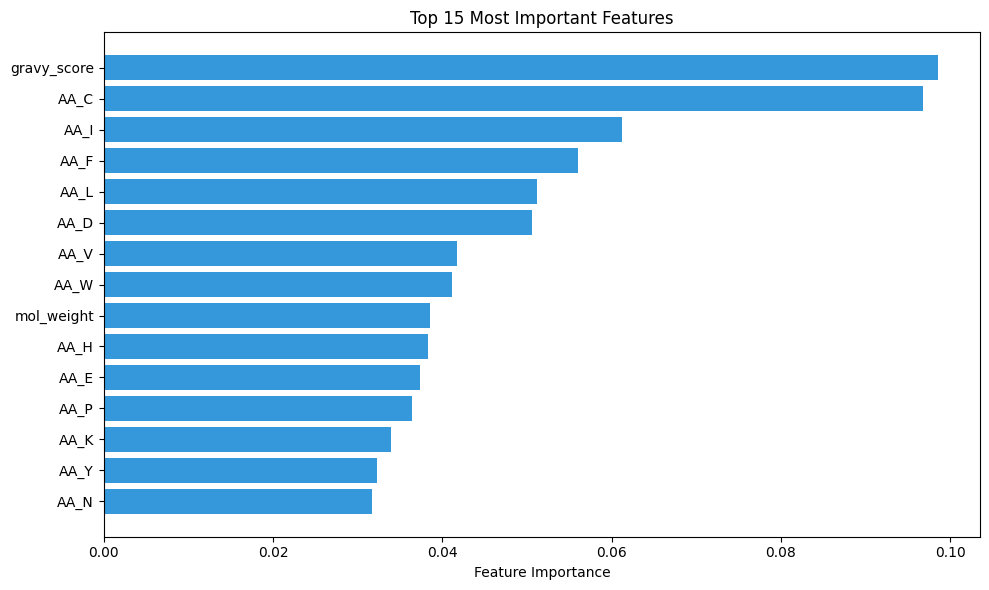 Top 15 Most Important Features
gravy_score
AA_C
AA_I
AA_F
AA_L
AA_D
AA_V
AA_W
mol_weight
AA_H
AA_E
AA_P
AA_K
AA_Y
AA_N
0.00 0.02 0.04 0.06 0.08 0.10
Feature Importance